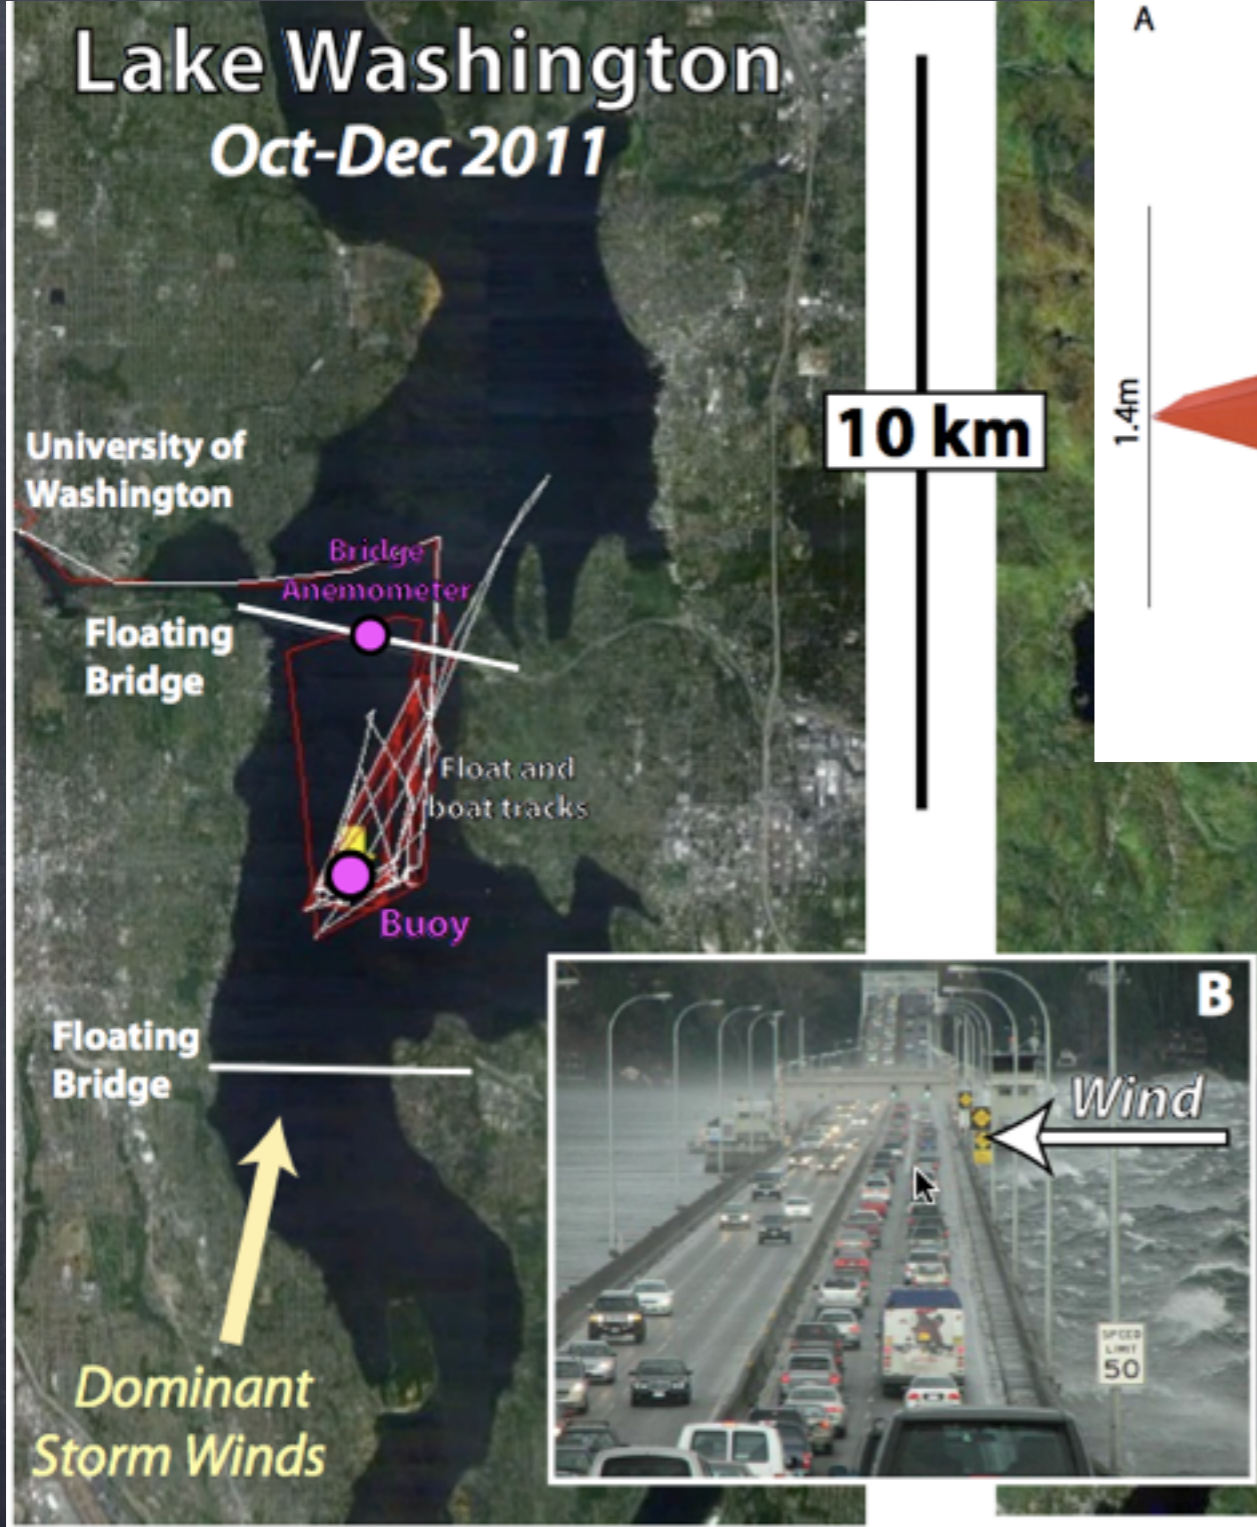 Lake Washington
Oct-Dec 2011
A
1.4m
10 km
University of
Washington
Bridge
Anemometer
Floating
Bridge
Float and
boat tracks
Buoy
Floating
Bridge
Dominant
Storm Winds
B
Wind
SPEED
LIMIT
50